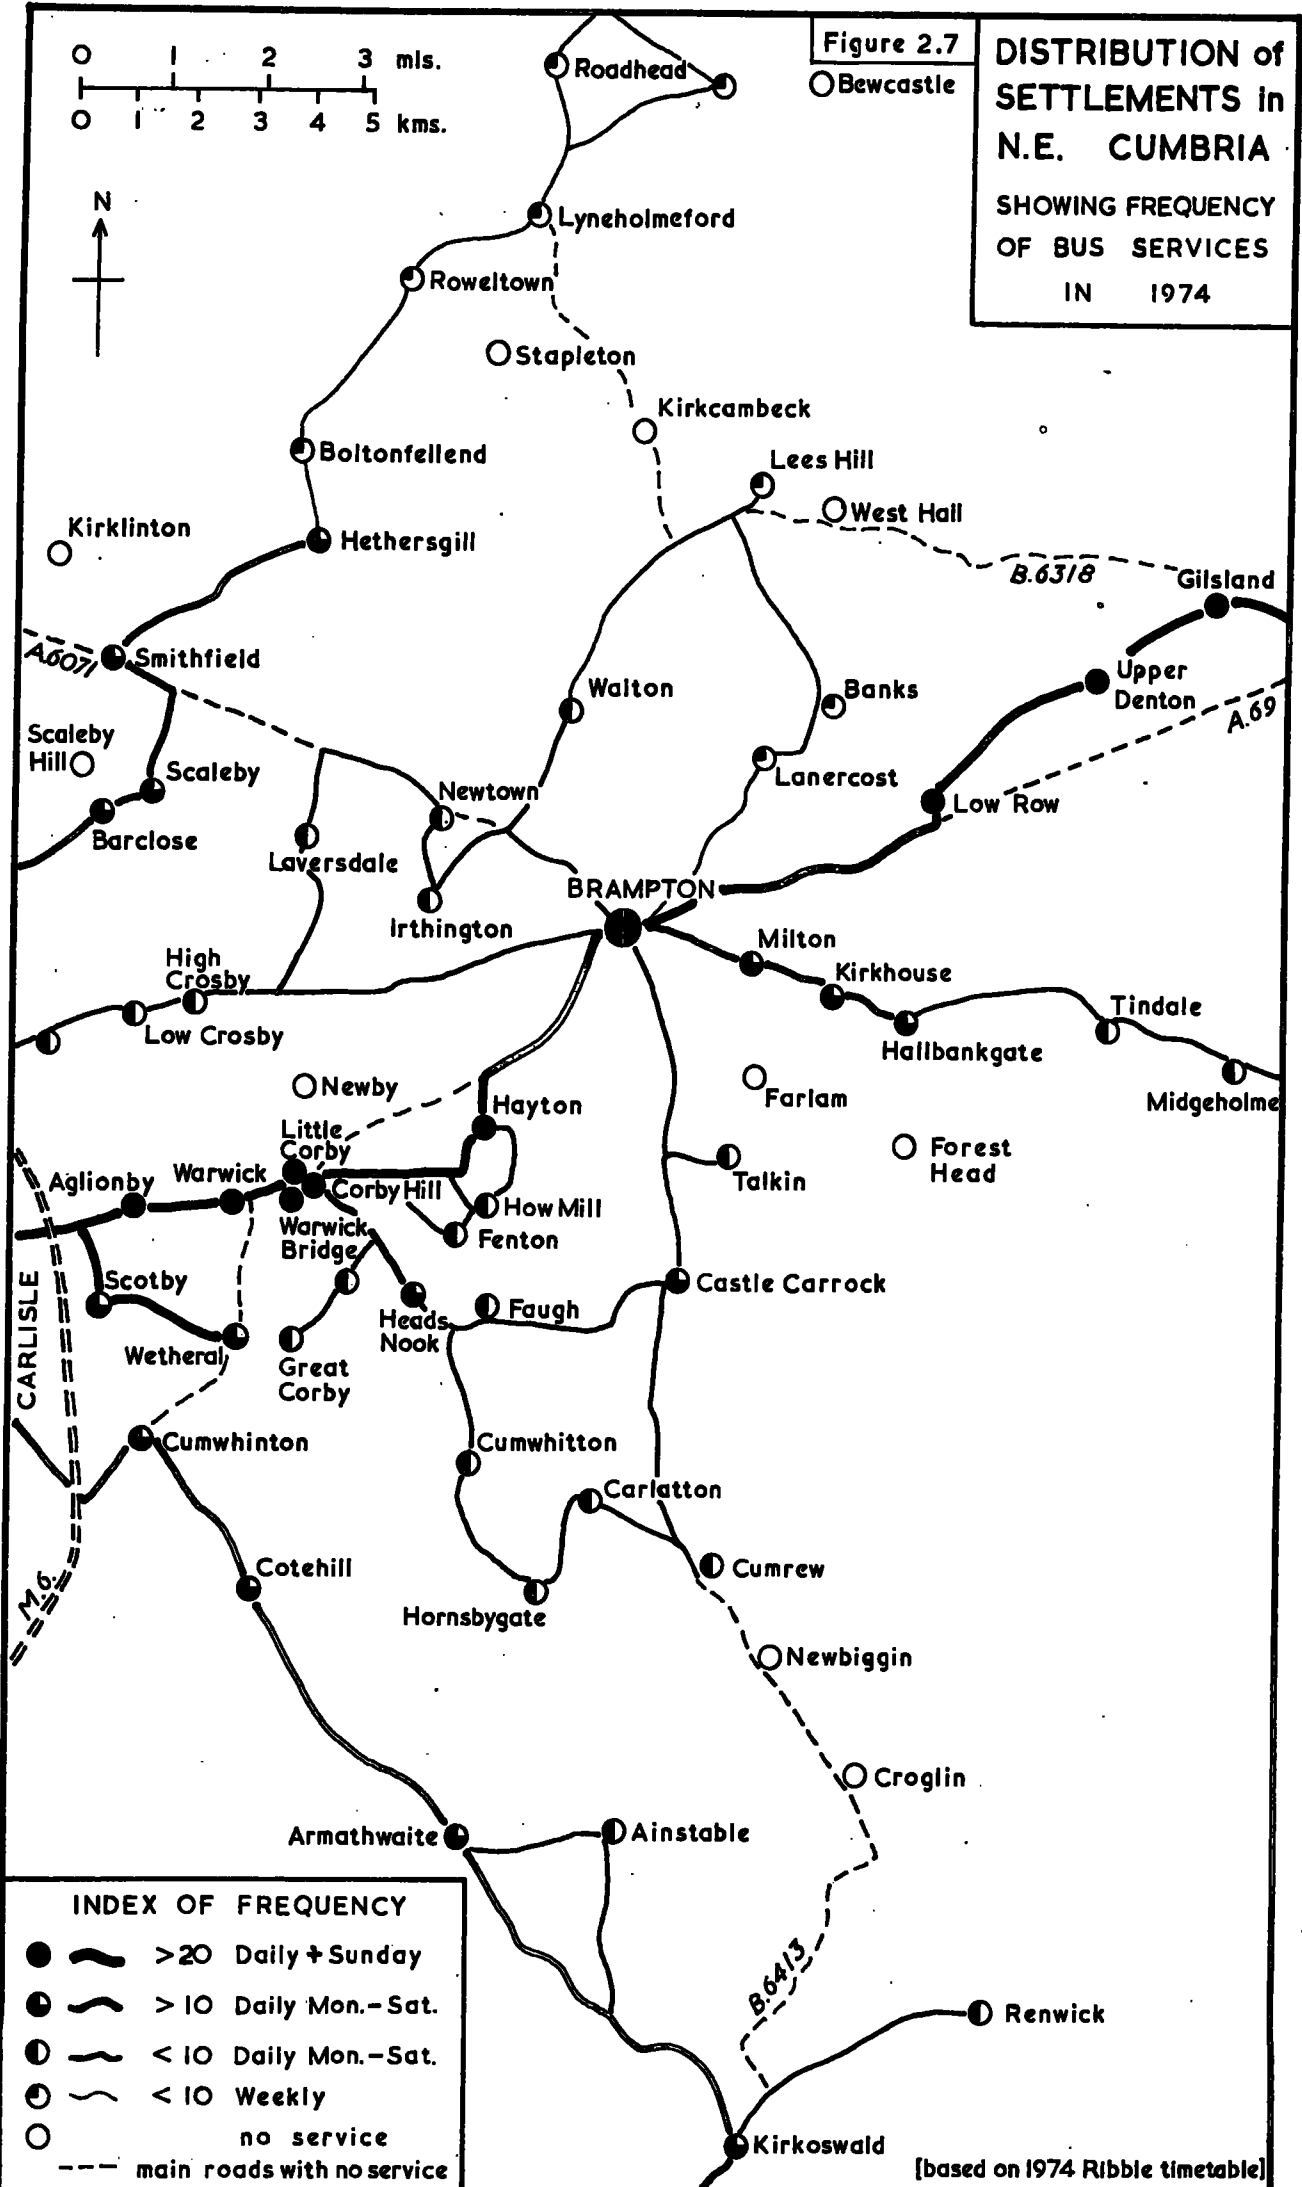 Figure 2.7
DISTRIBUTION of
SETTLEMENTS in
N.E. CUMBRIA
SHOWING FREQUENCY
OF BUS SERVICES
IN 1974
0 1 2 3 mls.
0 1 2 3 4 5 kms.
N
Roadhead
Bewcastle
Lyneholmeford
Roweltown
Stapleton
Kirkcambeck
Boltonfellend
Lees Hill
West Hall
Kirklinton
Hethersgill
B.6318
Gilsland
A.6071
Smithfield
Walton
Banks
Upper
Denton
A.69
Scaleby
Hill
Scaleby
Lanercost
Newtown
Low Row
Barclose
Laversdale
BRAMPTON
Irthington
Milton
High
Crosby
Kirkhouse
Low Crosby
Tindale
Hallbankgate
Newby
Farlam
Midgeholme
Hayton
Little
Corby
Forest
Head
Aglionby
Warwick
Corby Hill
Talkin
How Mill
Warwick
Bridge
Fenton
CARLISLE
Scotby
Castle Carrock
Heads
Nook
Faugh
Wetheral
Great
Corby
Cumwhinton
Cumwhitton
Carlatton
Cotehill
Cumrew
M.6.
Hornsbygate
Newbiggin
Croglin
Armathwaite
Ainstable
B.6413
Renwick
Kirkoswald
INDEX OF FREQUENCY
>20 Daily + Sunday
>10 Daily Mon.-Sat.
<10 Daily Mon.-Sat.
<10 Weekly
no service
main roads with no service
[based on 1974 Ribble timetable]